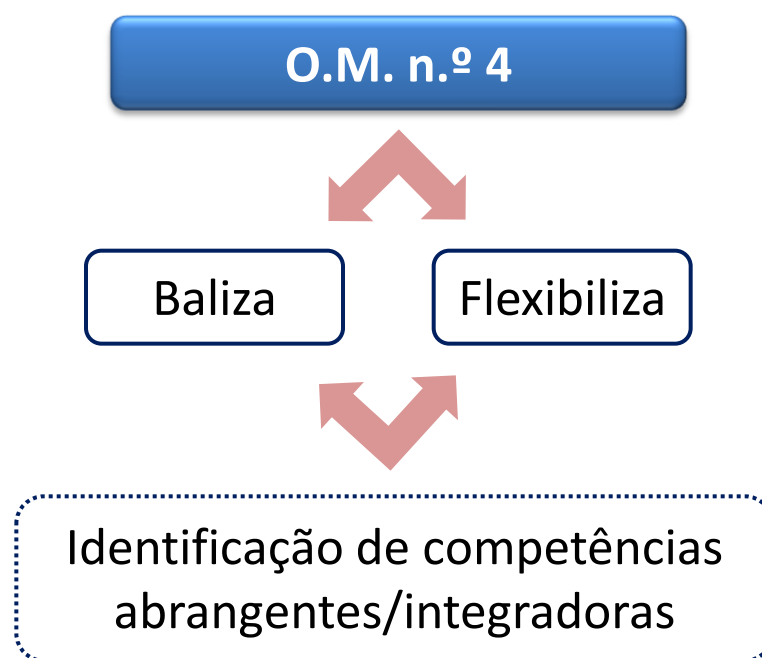 O.M. n.º 4
Baliza
Flexibiliza
Identificação de competências
abrangentes/integradoras